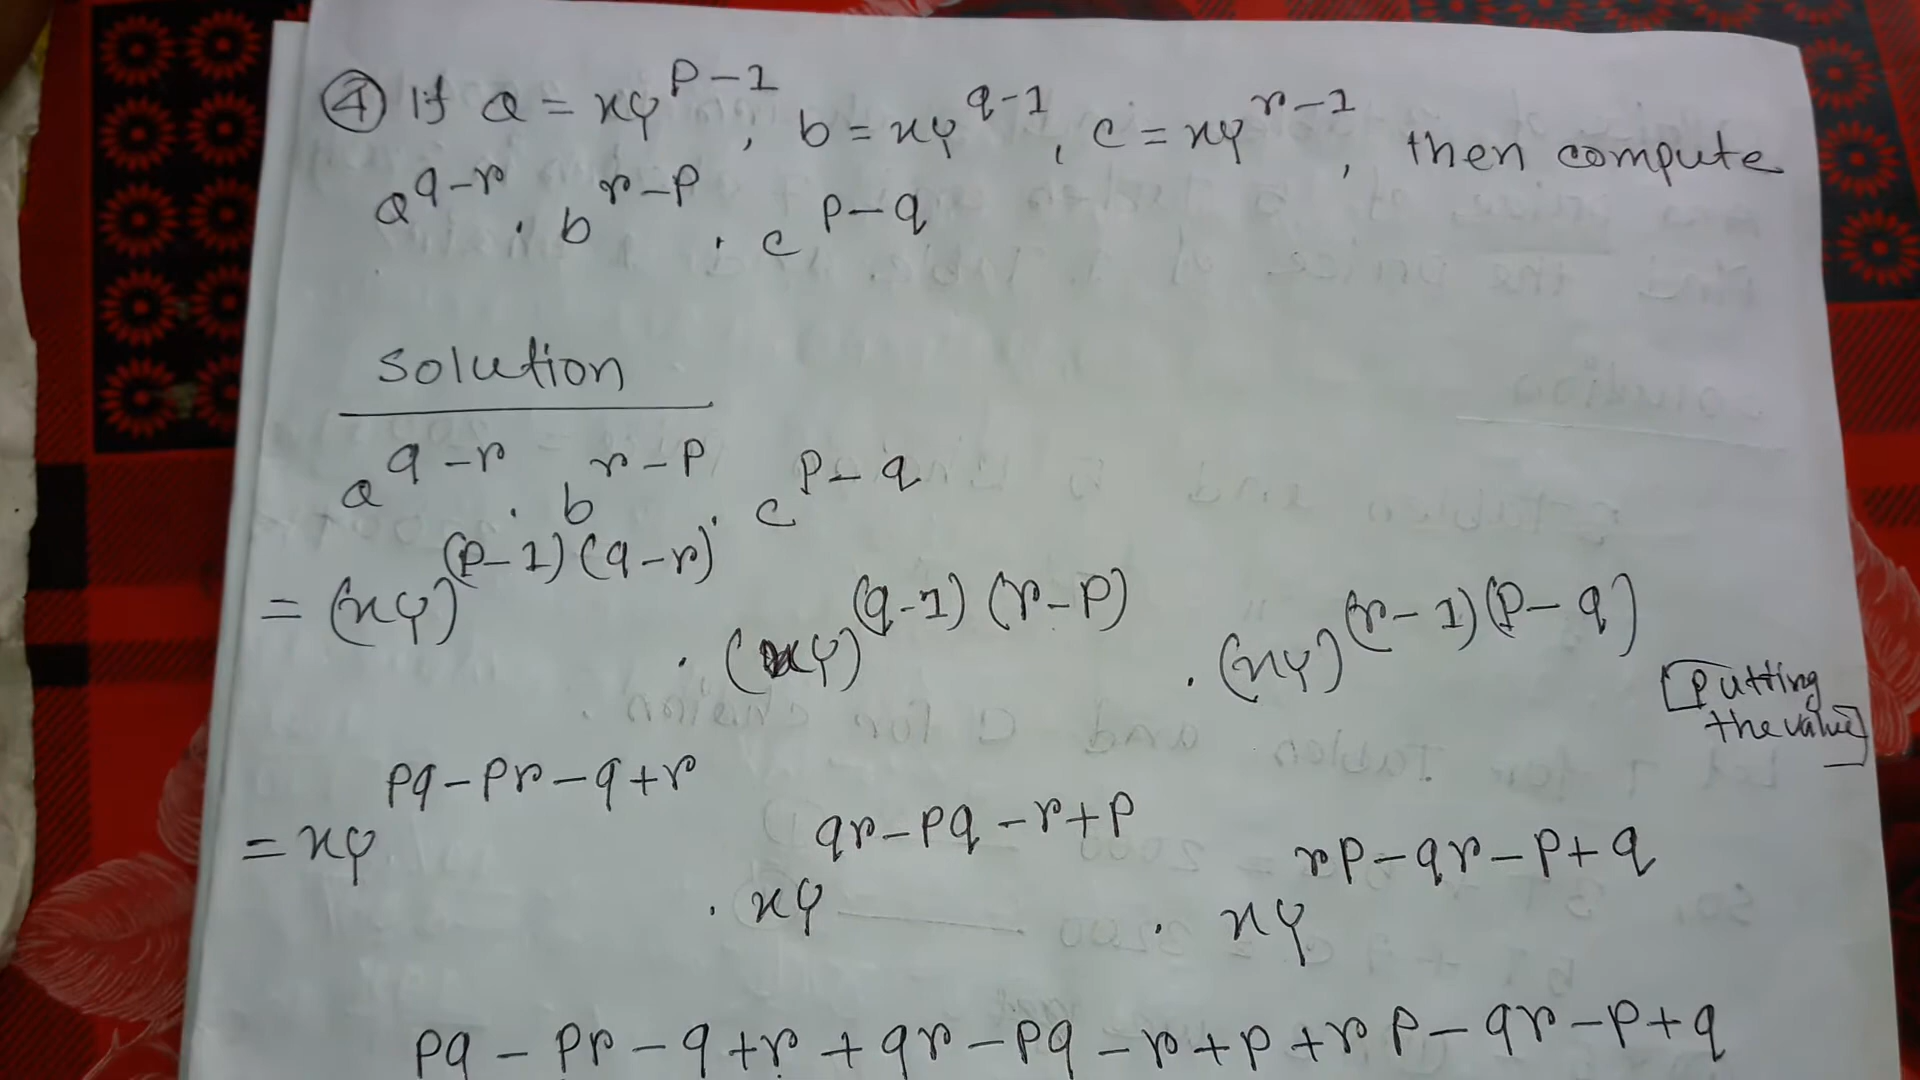 ④ If a = xy^{p-1}, b = xy^{q-1}, c = xy^{r-1}, then compute
a^{q-r} . b^{r-p} . c^{p-q}
Solution
a^{q-r} . b^{r-p} . c^{p-q}
= (xy)^{(p-1)(q-r)} . (xy)^{(q-1)(r-p)} . (xy)^{(r-1)(p-q)} [Putting the value]
= xy^{pq-pr-q+r} . xy^{qr-pq-r+p} . xy^{rp-qr-p+q}
pq-pr-q+r+qr-pq-r+p+rp-qr-p+q